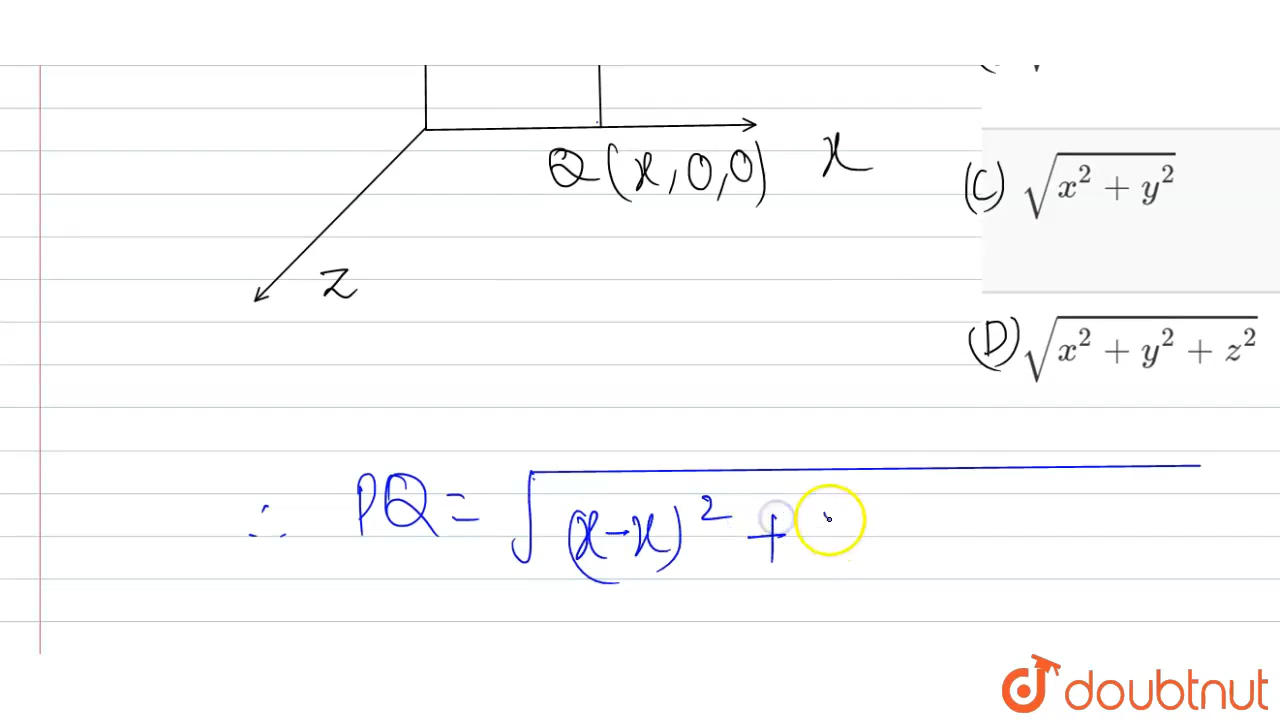 Q(x,0,0) x
z
(C) √x² + y²
(D) √x² + y² + z²
∴ PQ = √(x-x)² +
doubtnut